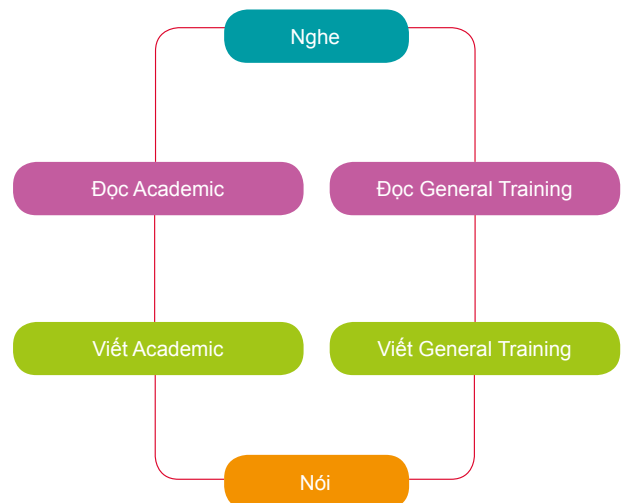 Nghe
Đọc Academic
Đọc General Training
Viết Academic
Viết General Training
Nói